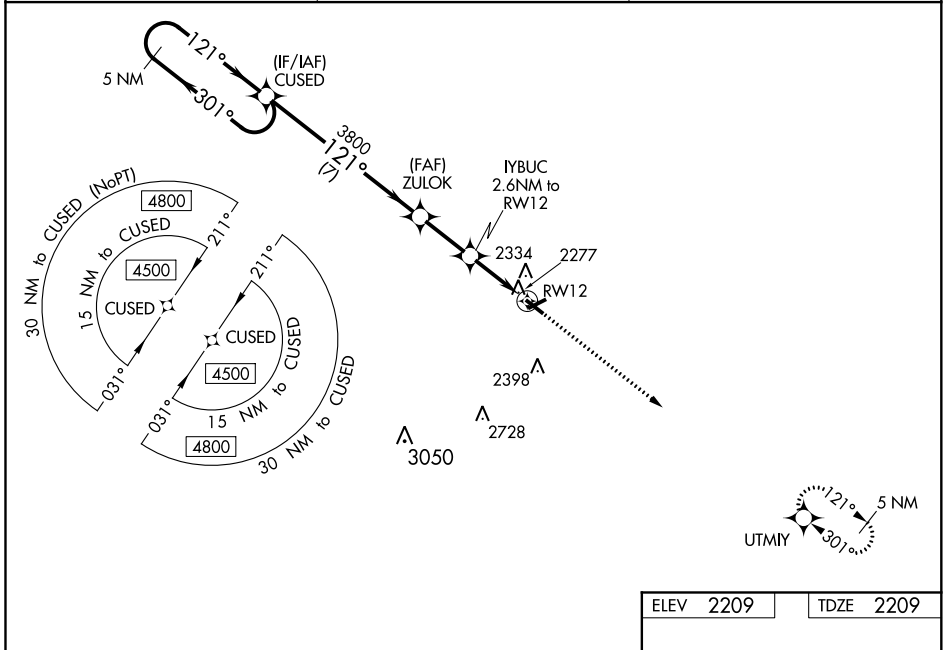 121°
5 NM
301°
(IF/IAF)
CUSED
3800
121°
(7)
(FAF)
ZULOK
IYBUC
2.6NM to
RW12
2334
2277
RW12
30 NM to CUSED (NoPT)
4800
15 NM to CUSED
4500
211°
CUSED
031°
211°
CUSED
4500
031°
15 NM to CUSED
4800
30 NM to CUSED
2398
2728
3050
121°
5 NM
301°
UTMIY
ELEV 2209
TDZE 2209